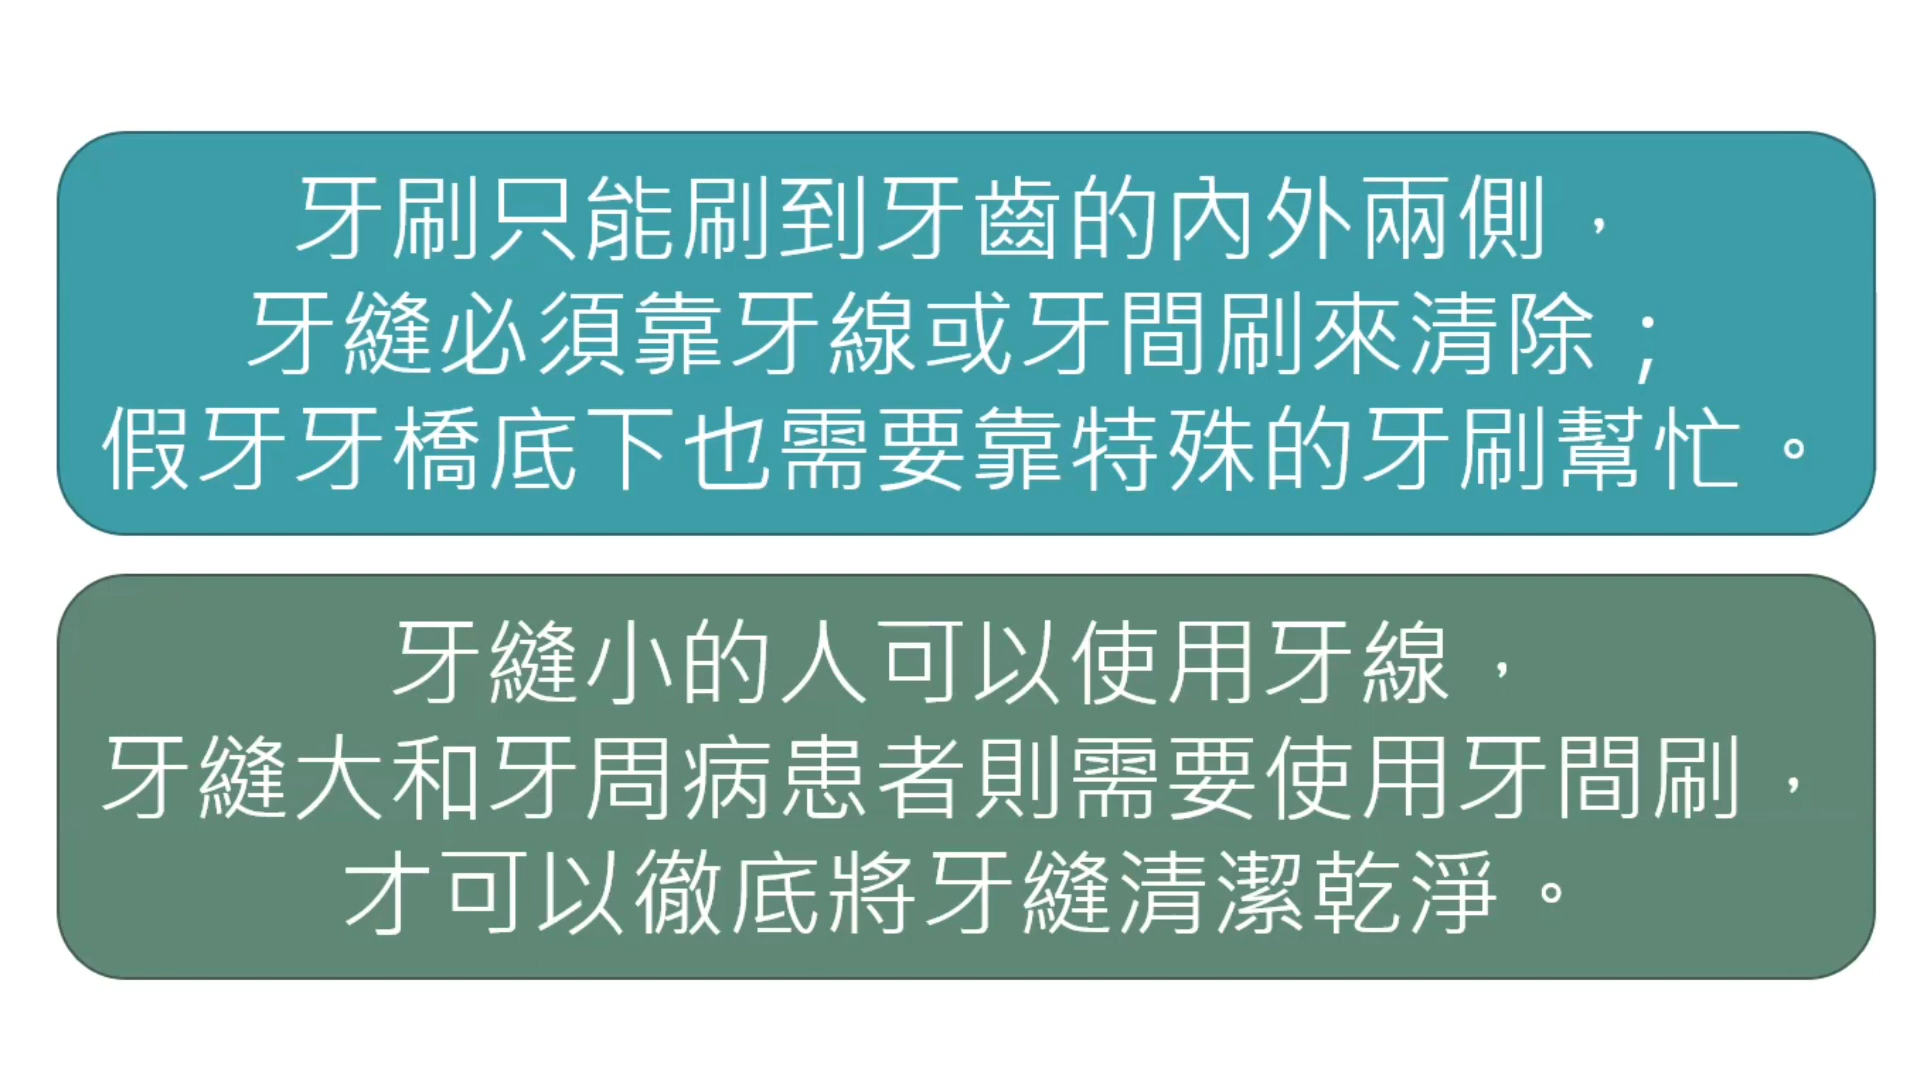 牙刷只能刷到牙齒的內外兩側，
牙縫必須靠牙線或牙間刷來清除；
假牙牙橋底下也需要靠特殊的牙刷幫忙。
牙縫小的人可以使用牙線，
牙縫大和牙周病患者則需要使用牙間刷，
才可以徹底將牙縫清潔乾淨。